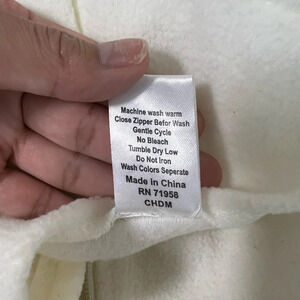 Machine wash warm
Close Zipper Befor Wash
Gentle Cycle
No Bleach
Tumble Dry Low
Do Not Iron
Wash Colors Seperate
Made in China
RN 71958
CHDM